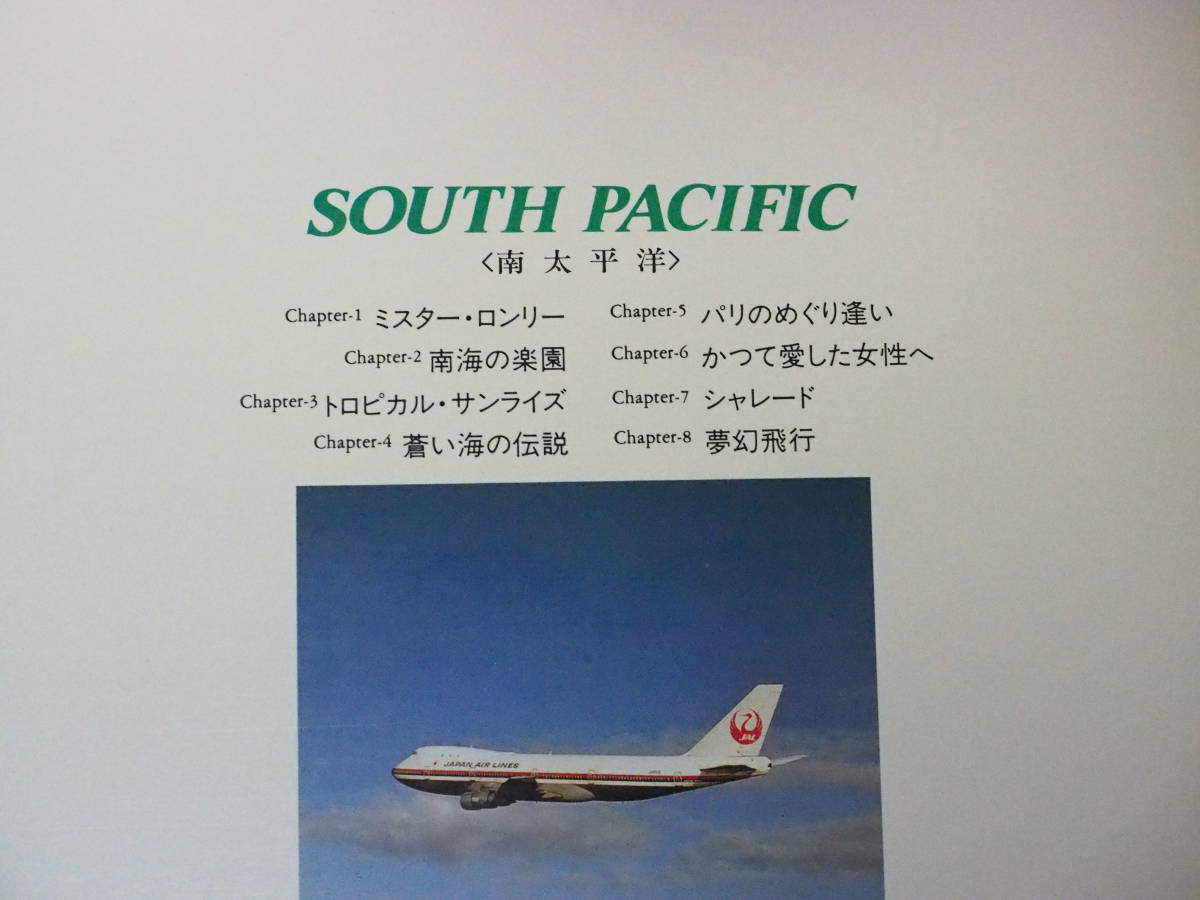 SOUTH PACIFIC
〈南太平洋〉
Chapter-1 ミスター・ロンリー
Chapter-2 南海の楽園
Chapter-3 トロピカル・サンライズ
Chapter-4 蒼い海の伝説
Chapter-5 パリのめぐり逢い
Chapter-6 かつて愛した女性へ
Chapter-7 シャレード
Chapter-8 夢幻飛行
JAL
JAPAN AIR LINES